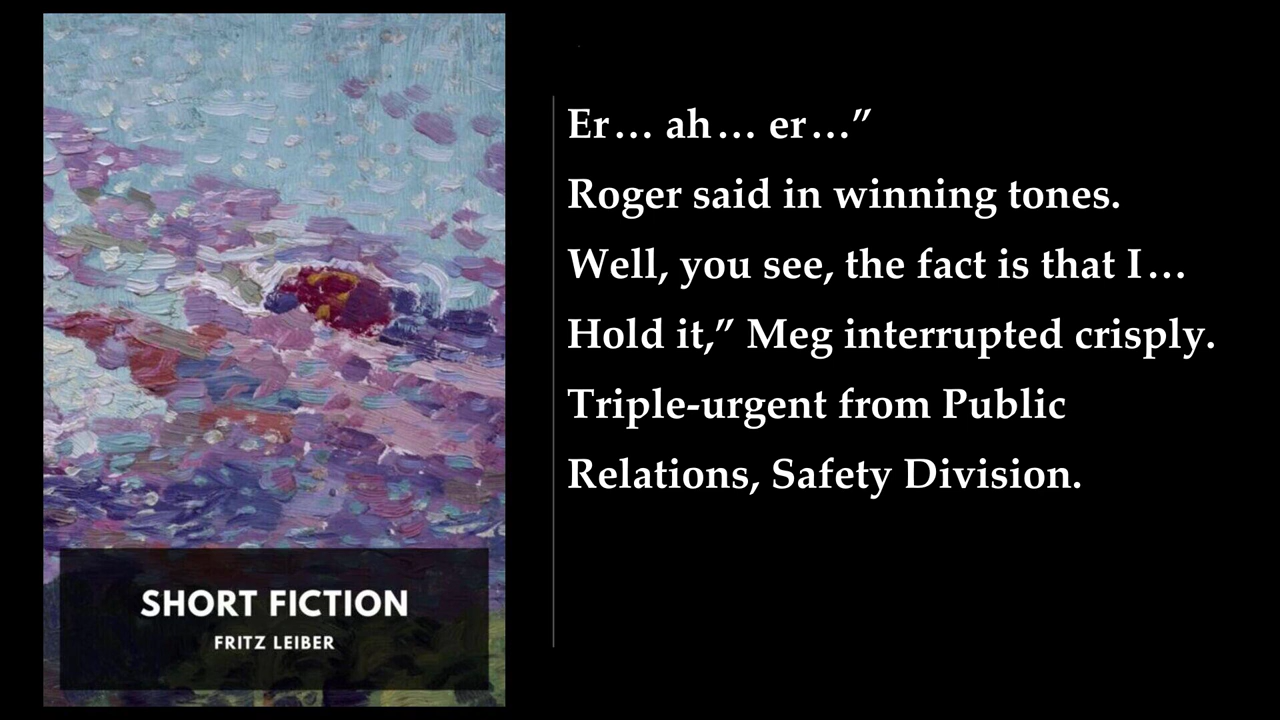 Er… ah… er…”
Roger said in winning tones.
Well, you see, the fact is that I…
Hold it,” Meg interrupted crisply.
Triple-urgent from Public
Relations, Safety Division.
SHORT FICTION
FRITZ LEIBER